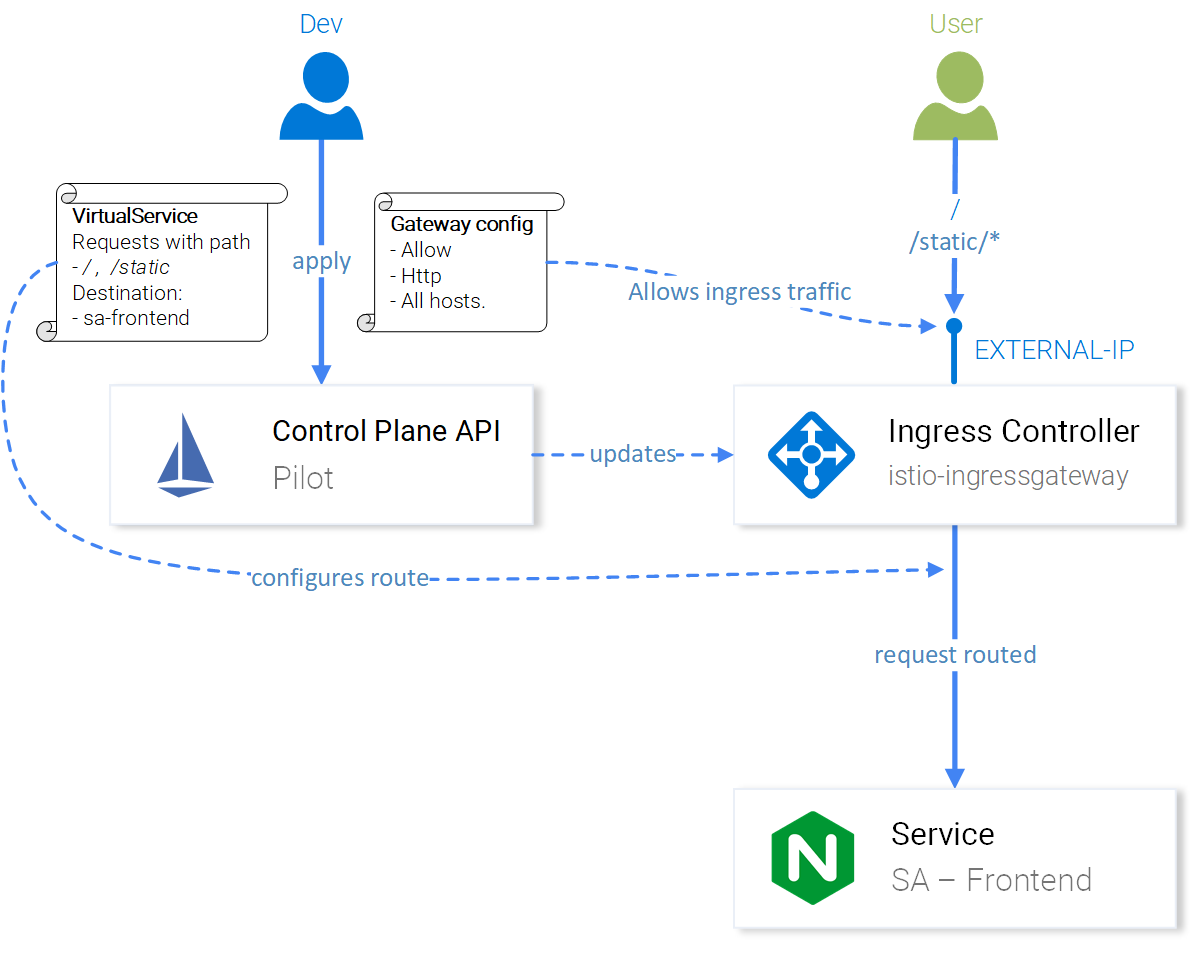 Dev
User
VirtualService
Requests with path
- / , /static
Destination:
- sa-frontend
apply
Gateway config
- Allow
- Http
- All hosts.
Allows ingress traffic
/
/static/*
EXTERNAL-IP
Control Plane API
Pilot
updates
Ingress Controller
istio-ingressgateway
configures route
request routed
N
Service
SA – Frontend